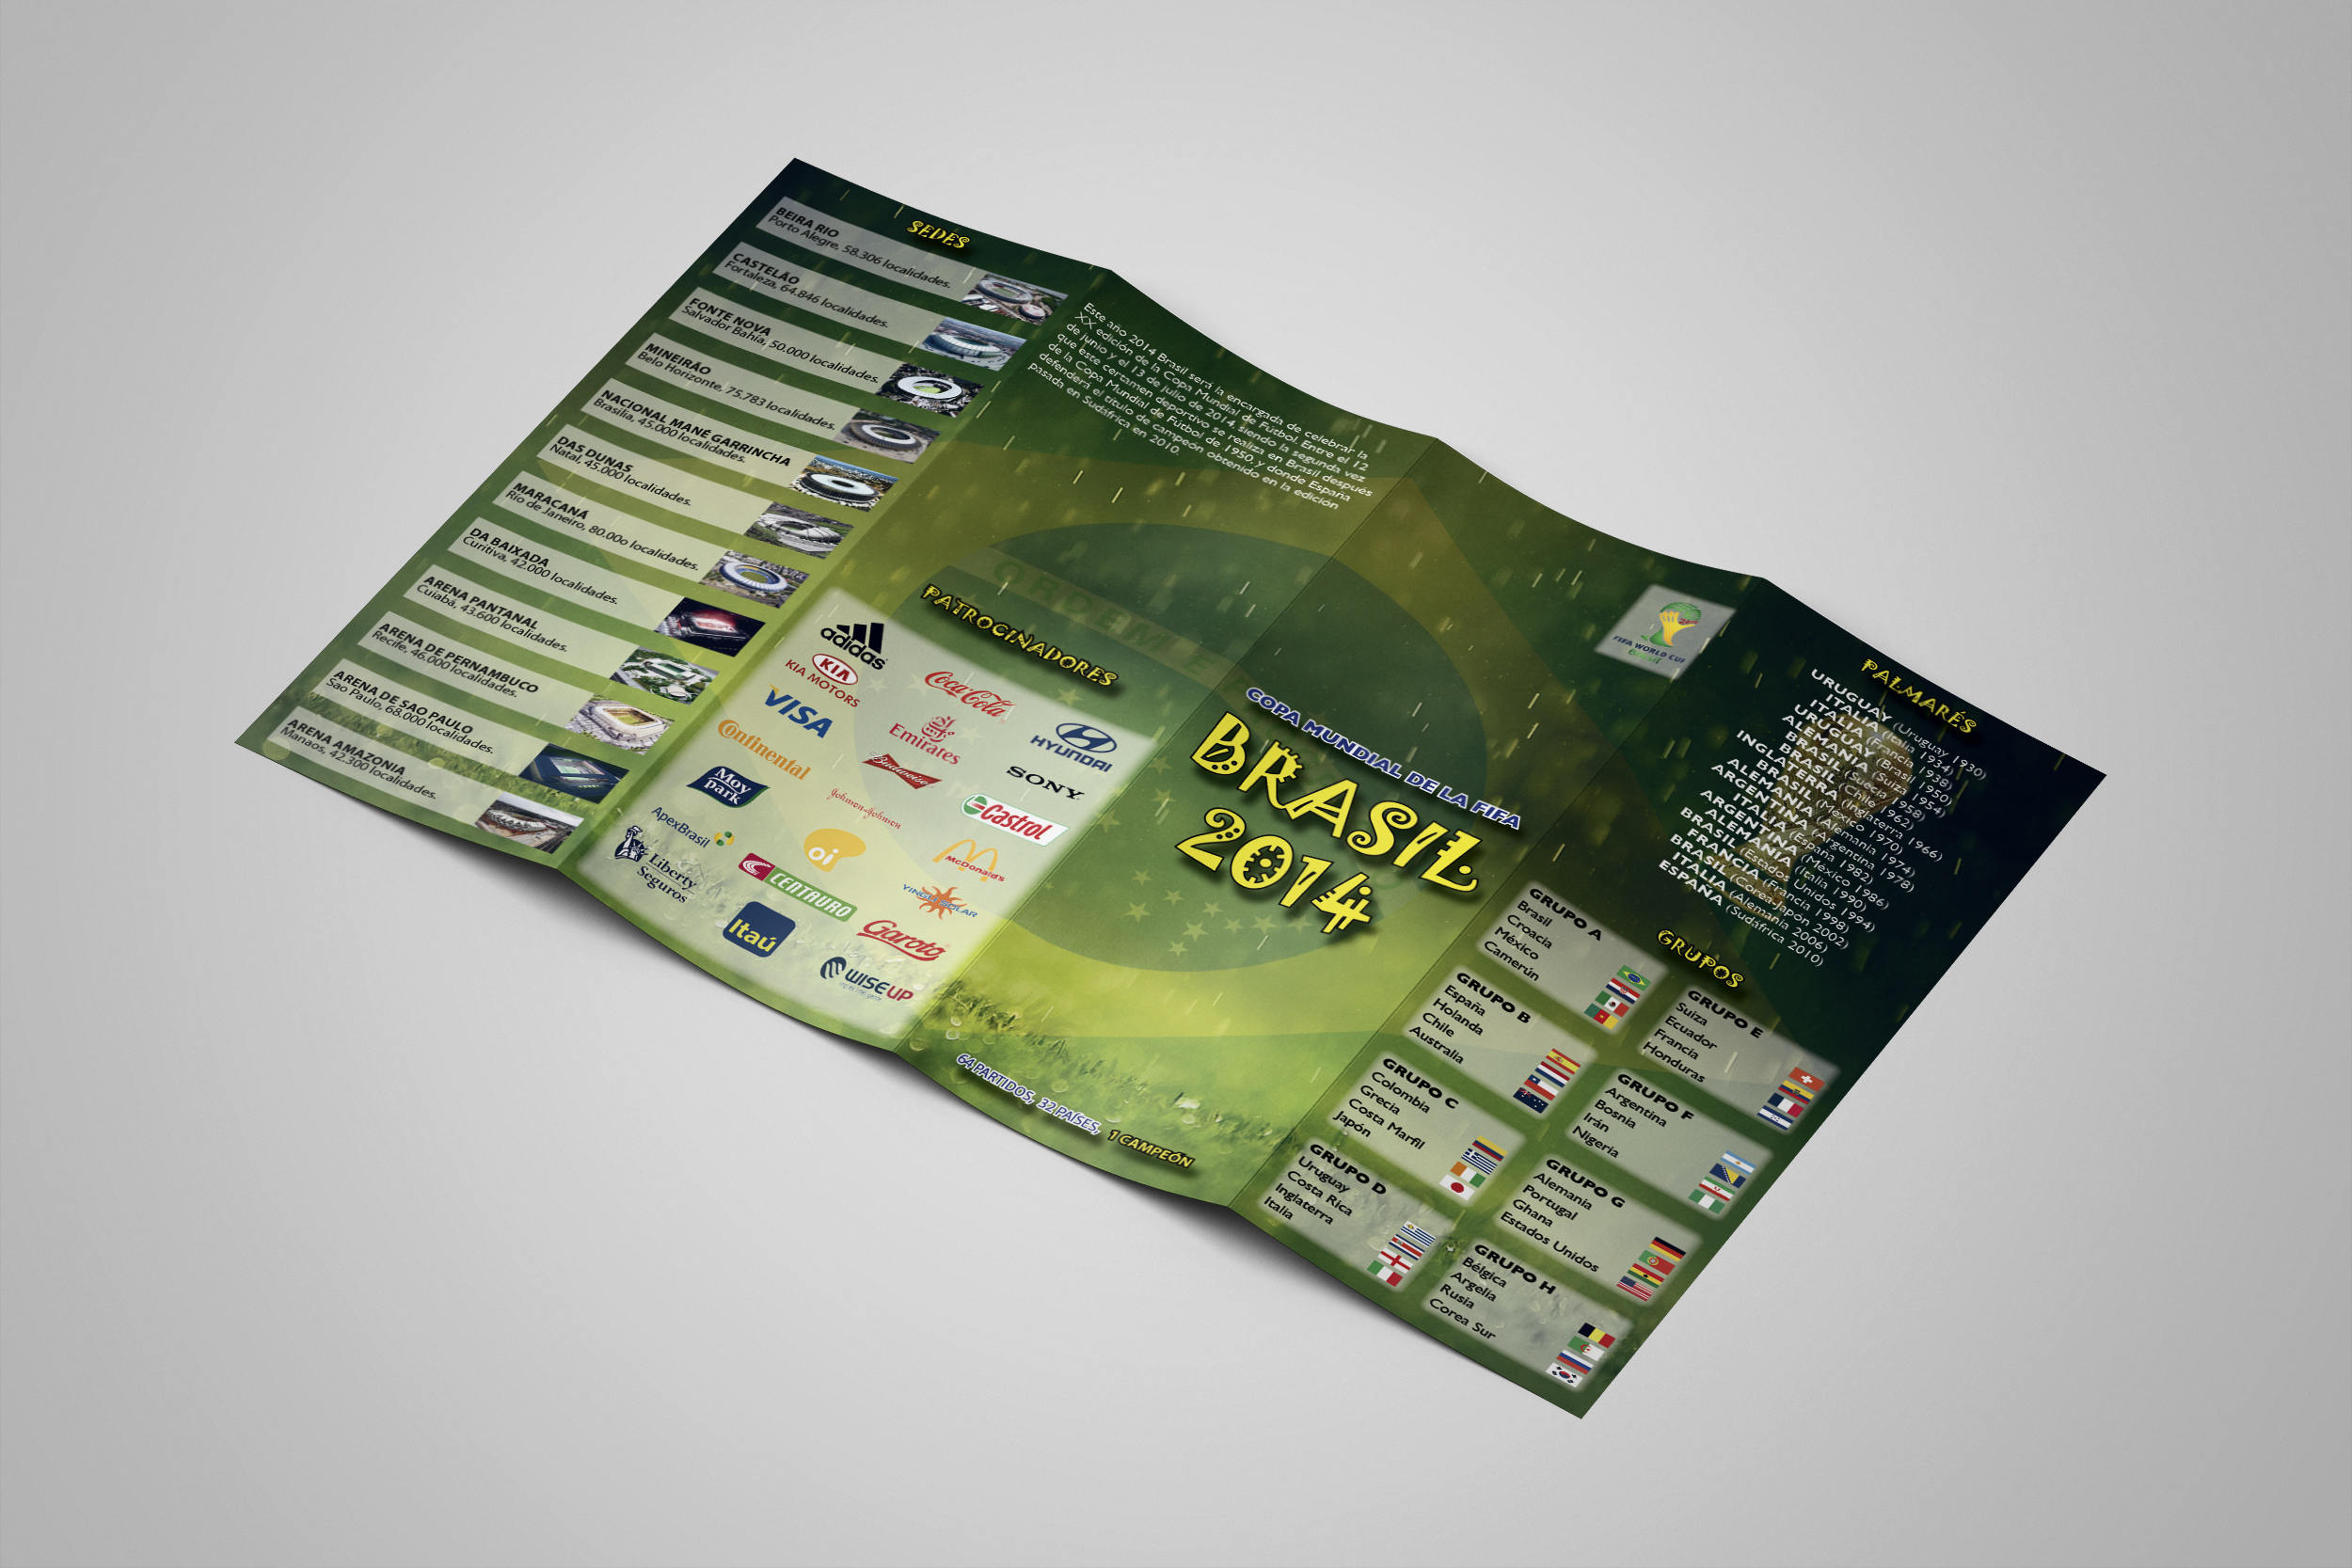 SEDES
BEIRA RIO
Porto Alegre, 58.306 localidades.
CASTELÃO
Fortaleza, 64.846 localidades.
FONTE NOVA
Salvador Bahía, 50.000 localidades.
MINEIRÃO
Belo Horizonte, 75.783 localidades.
NACIONAL MANÉ GARRINCHA
Brasilia, 45.000 localidades.
DAS DUNAS
Natal, 45.000 localidades.
MARACANÁ
Rio de Janeiro, 80.00o localidades.
DA BAIXADA
Curitiva, 42.000 localidades.
ARENA PANTANAL
Cuiabá, 43.600 localidades.
ARENA DE PERNAMBUCO
Recife, 46.000 localidades.
ARENA DE SAO PAULO
Sao Paulo, 68.000 localidades.
ARENA AMAZONIA
Manaos, 42.300 localidades.
Este año 2014 Brasil será la encargada de celebrar la
XX edición de la Copa Mundial de Fútbol. Entre el 12
de junio y el 13 de julio de 2014, siendo la segunda vez
que este certamen deportivo se realiza en Brasil después
de la Copa Mundial de Fútbol de 1950, y donde España
defenderá el título de campeón obtenido en la edición
pasada en Sudáfrica en 2010.
ORDEM E
PATROCINADORES
adidas
KIA
KIA MOTORS
Coca-Cola
VISA
Emirates
HYUNDAI
Continental
Budweiser
SONY
Moy park
Johnson-Johnson
Castrol
ApexBrasil
oi
McDonald's
Liberty
Seguros
CENTAURO
YINGLI SOLAR
Itaú
Garoto
WISE UP
COPA MUNDIAL DE LA FIFA
BRASIL
2014
64 PARTIDOS, 32 PAÍSES, 1 CAMPEÓN
FIFA WORLD CUP
Brasil
PALMARÉS
URUGUAY (Uruguay 1930)
ITALIA (Italia 1934)
ITALIA (Francia 1938)
URUGUAY (Brasil 1950)
ALEMANIA (Suiza 1954)
BRASIL (Suecia 1958)
BRASIL (Chile 1962)
INGLATERRA (Inglaterra 1966)
BRASIL (México 1970)
ALEMANIA (Alemania 1974)
ARGENTINA (Argentina 1978)
ITALIA (España 1982)
ARGENTINA (México 1986)
ALEMANIA (Italia 1990)
BRASIL (Estados Unidos 1994)
FRANCIA (Francia 1998)
BRASIL (Corea-Japón 2002)
ITALIA (Alemania 2006)
ESPAÑA (Sudáfrica 2010)
GRUPOS
GRUPO A
Brasil
Croacia
México
Camerún
GRUPO B
España
Holanda
Chile
Australia
GRUPO C
Colombia
Grecia
Costa Marfil
Japón
GRUPO D
Uruguay
Costa Rica
Inglaterra
Italia
GRUPO E
Suiza
Ecuador
Francia
Honduras
GRUPO F
Argentina
Bosnia
Irán
Nigeria
GRUPO G
Alemania
Portugal
Ghana
Estados Unidos
GRUPO H
Bélgica
Argelia
Rusia
Corea Sur